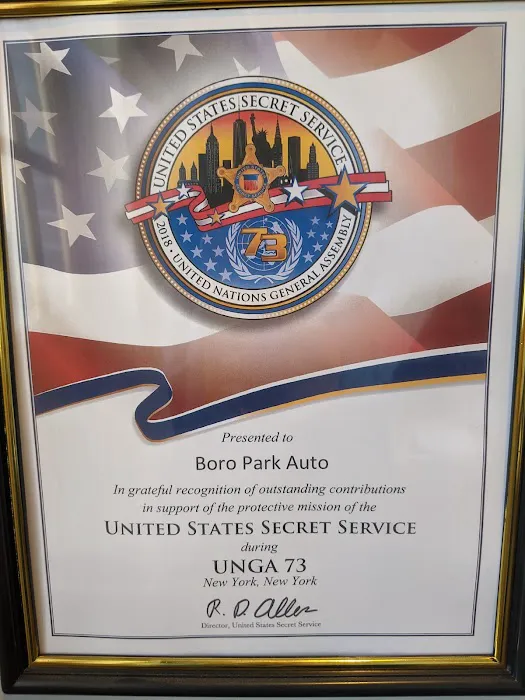 UNITED STATES SECRET SERVICE
73
2018 • UNITED NATIONS GENERAL ASSEMBLY
Presented to
Boro Park Auto
In grateful recognition of outstanding contributions
in support of the protective mission of the
UNITED STATES SECRET SERVICE
during
UNGA 73
New York, New York
R. D. Alles
Director, United States Secret Service